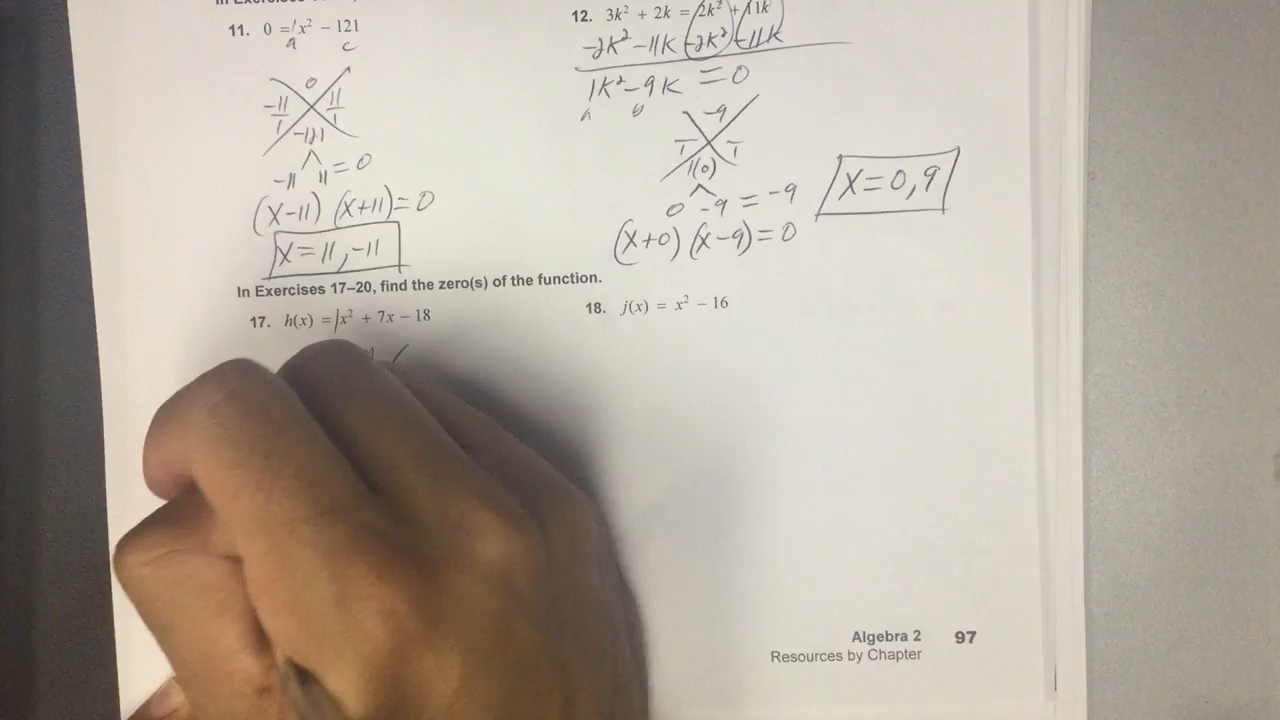 11. 0 = 1x² − 121
a c
0
-11/1 11/1
-121
-11 11 = 0
(x-11) (x+11) = 0
x = 11, -11
12. 3k² + 2k = 2k² + 11k
-2k² -11k -2k² -11k
1k² - 9k = 0
a b
-9
1 1
1(0)
0 -9 = -9
(x+0) (x-9) = 0
x = 0, 9
In Exercises 17–20, find the zero(s) of the function.
17. h(x) = 1x² + 7x − 18
18. j(x) = x² − 16
Algebra 2 97
Resources by Chapter